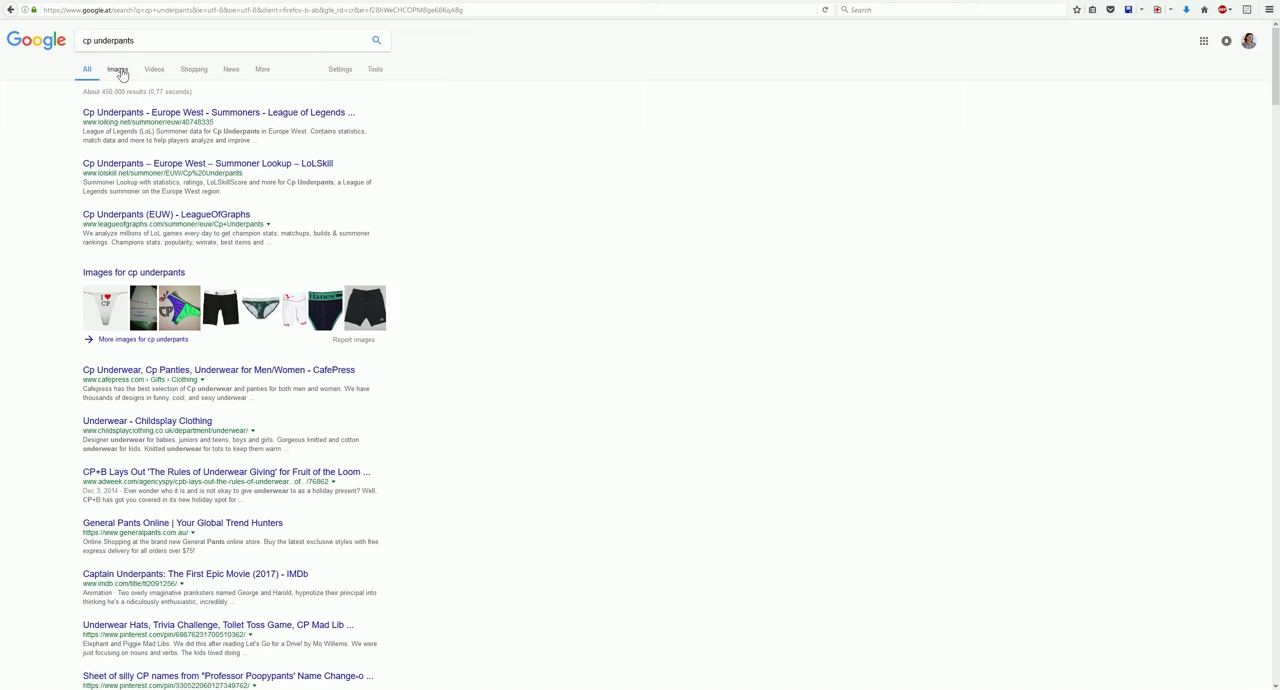 https://www.google.at/search?q=cp+underpants&ie=utf-8&oe=utf-8&client=firefox-b-ab&gfe_rd=cr&ei=f28hWeCHCOPM8ge68KqABg
Search
Google
cp underpants
All Images Videos Shopping News More Settings Tools
About 450,000 results (0,77 seconds)
Cp Underpants - Europe West - Summoners - League of Legends ...
www.lolking.net/summoner/euw/40748335
League of Legends (LoL) Summoner data for Cp Underpants in Europe West. Contains statistics,
match data and more to help players analyze and improve ...
Cp Underpants – Europe West – Summoner Lookup – LoLSkill
www.lolskill.net/summoner/EUW/Cp%20Underpants
Summoner Lookup with statistics, ratings, LoLSkillScore and more for Cp Underpants, a League of
Legends summoner on the Europe West region.
Cp Underpants (EUW) - LeagueOfGraphs
www.leagueofgraphs.com/summoner/euw/Cp+Underpants
We analyze millions of LoL games every day to get champion stats, matchups, builds & summoner
rankings. Champions stats, popularity, winrate, best items and ...
Images for cp underpants
I ♥
CP
CP
Hanes
More images for cp underpants
Report images
Cp Underwear, Cp Panties, Underwear for Men/Women - CafePress
www.cafepress.com › Gifts › Clothing
Cafepress has the best selection of Cp underwear and panties for both men and women. We have
thousands of designs in funny, cool, and sexy underwear ...
Underwear - Childsplay Clothing
www.childsplayclothing.co.uk/department/underwear/
Designer underwear for babies, juniors and teens, boys and girls. Gorgeous knitted and cotton
underwear for kids. Knitted underwear for tots to keep them warm ...
CP+B Lays Out 'The Rules of Underwear Giving' for Fruit of the Loom ...
www.adweek.com/agencyspy/cpb-lays-out-the-rules-of-underwear...of.../76862
Dec 3, 2014 - Ever wonder who it is and is not okay to give underwear to as a holiday present? Well,
CP+B has got you covered in its new holiday spot for ...
General Pants Online | Your Global Trend Hunters
https://www.generalpants.com.au/
Online Shopping at the brand new General Pants online store. Buy the latest exclusive styles with free
express delivery for all orders over $75!
Captain Underpants: The First Epic Movie (2017) - IMDb
www.imdb.com/title/tt2091256/
Animation · Two overly imaginative pranksters named George and Harold, hypnotize their principal into
thinking he's a ridiculously enthusiastic, incredibly ...
Underwear Hats, Trivia Challenge, Toilet Toss Game, CP Mad Lib ...
https://www.pinterest.com/pin/69876231700510362/
Elephant and Piggie Mad Libs. We did this after reading Let's Go for a Drive! by Mo Willems. We were
just focusing on nouns and verbs. The kids loved doing ...
Sheet of silly CP names from "Professor Poopypants' Name Change-o ...
https://www.pinterest.com/pin/330522060127349762/